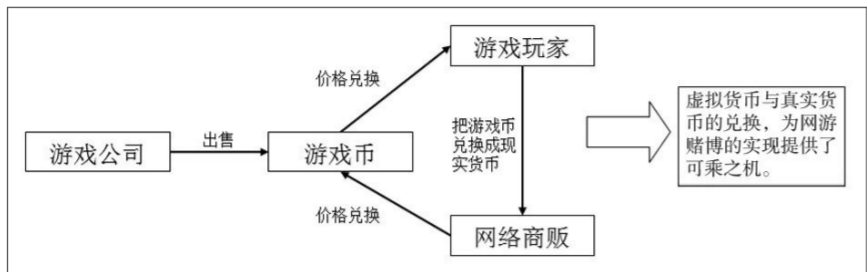 游戏玩家
价格兑换
虚拟货币与真实货
币的兑换，为网游
赌博的实现提供了
可乘之机。
把游戏币
兑换成现
实货币
出售
游戏公司
游戏币
价格兑换
网络商贩